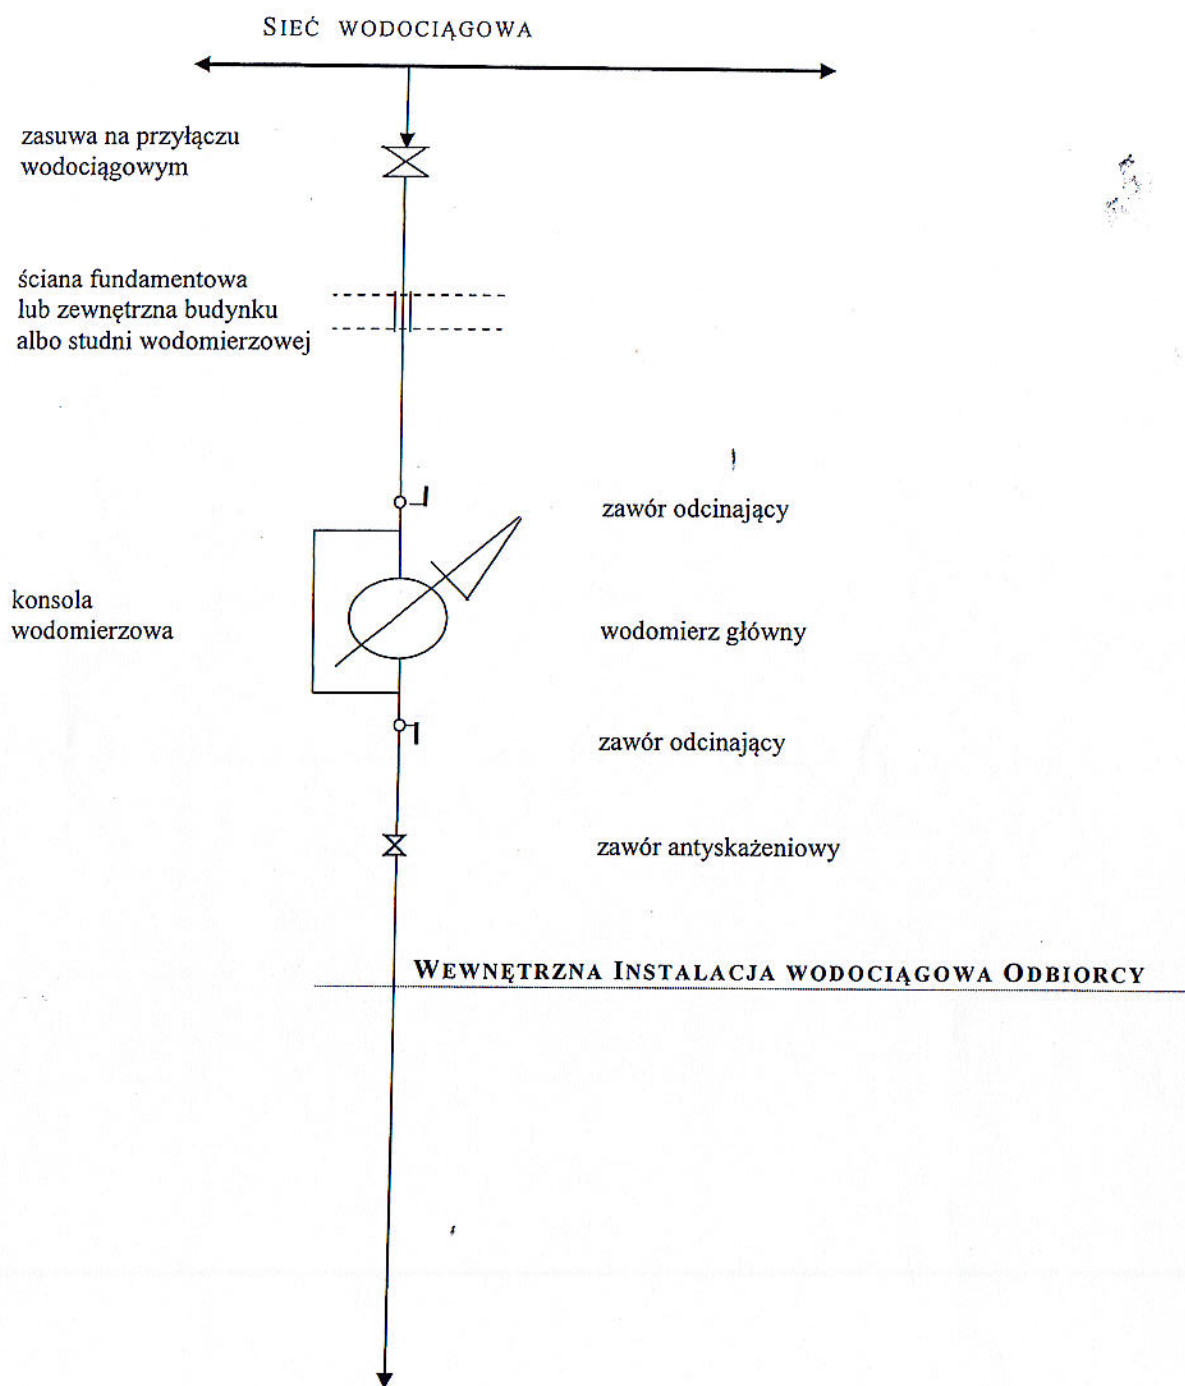 SIEĆ WODOCIĄGOWA
zasuwa na przyłączu
wodociągowym
ściana fundamentowa
lub zewnętrzna budynku
albo studni wodomierzowej
zawór odcinający
konsola
wodomierzowa
wodomierz główny
zawór odcinający
zawór antyskażeniowy
WEWNĘTRZNA INSTALACJA WODOCIĄGOWA ODBIORCY